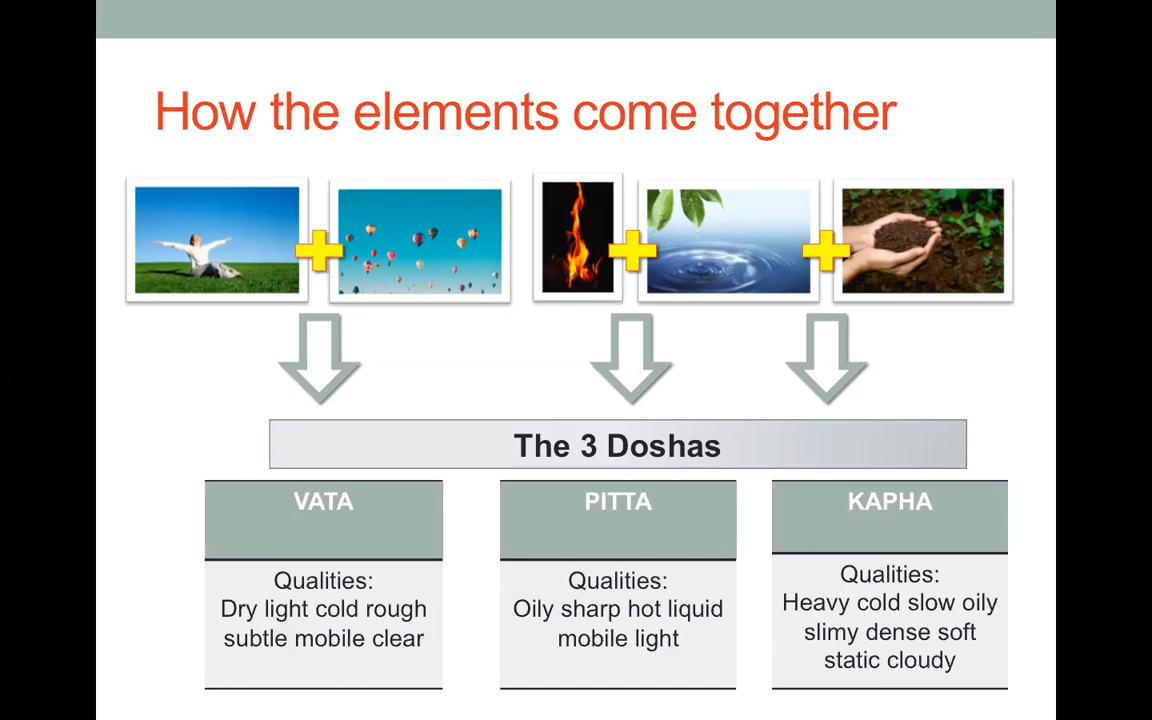 How the elements come together
The 3 Doshas
VATA
Qualities:
Dry light cold rough
subtle mobile clear
PITTA
Qualities:
Oily sharp hot liquid
mobile light
KAPHA
Qualities:
Heavy cold slow oily
slimy dense soft
static cloudy